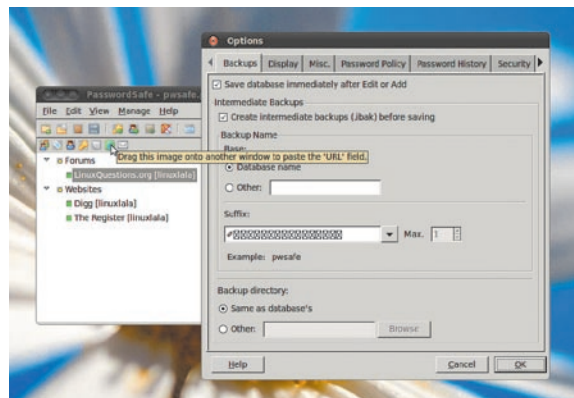 PasswordSafe - pwsafe.
File Edit View Manage Help
Drag this image onto another window to paste the 'URL' field.
Forums
LinuxQuestions.org [linuxlala]
Websites
Digg [linuxlala]
The Register [linuxlala]
Options
Backups Display Misc. Password Policy Password History Security
Save database immediately after Edit or Add
Intermediate Backups
Create intermediate backups (.ibak) before saving
Backup Name
Base:
Database name
Other:
Suffix:
Max. 1
Example: pwsafe
Backup directory:
Same as database's
Other: Browse
Help Cancel OK